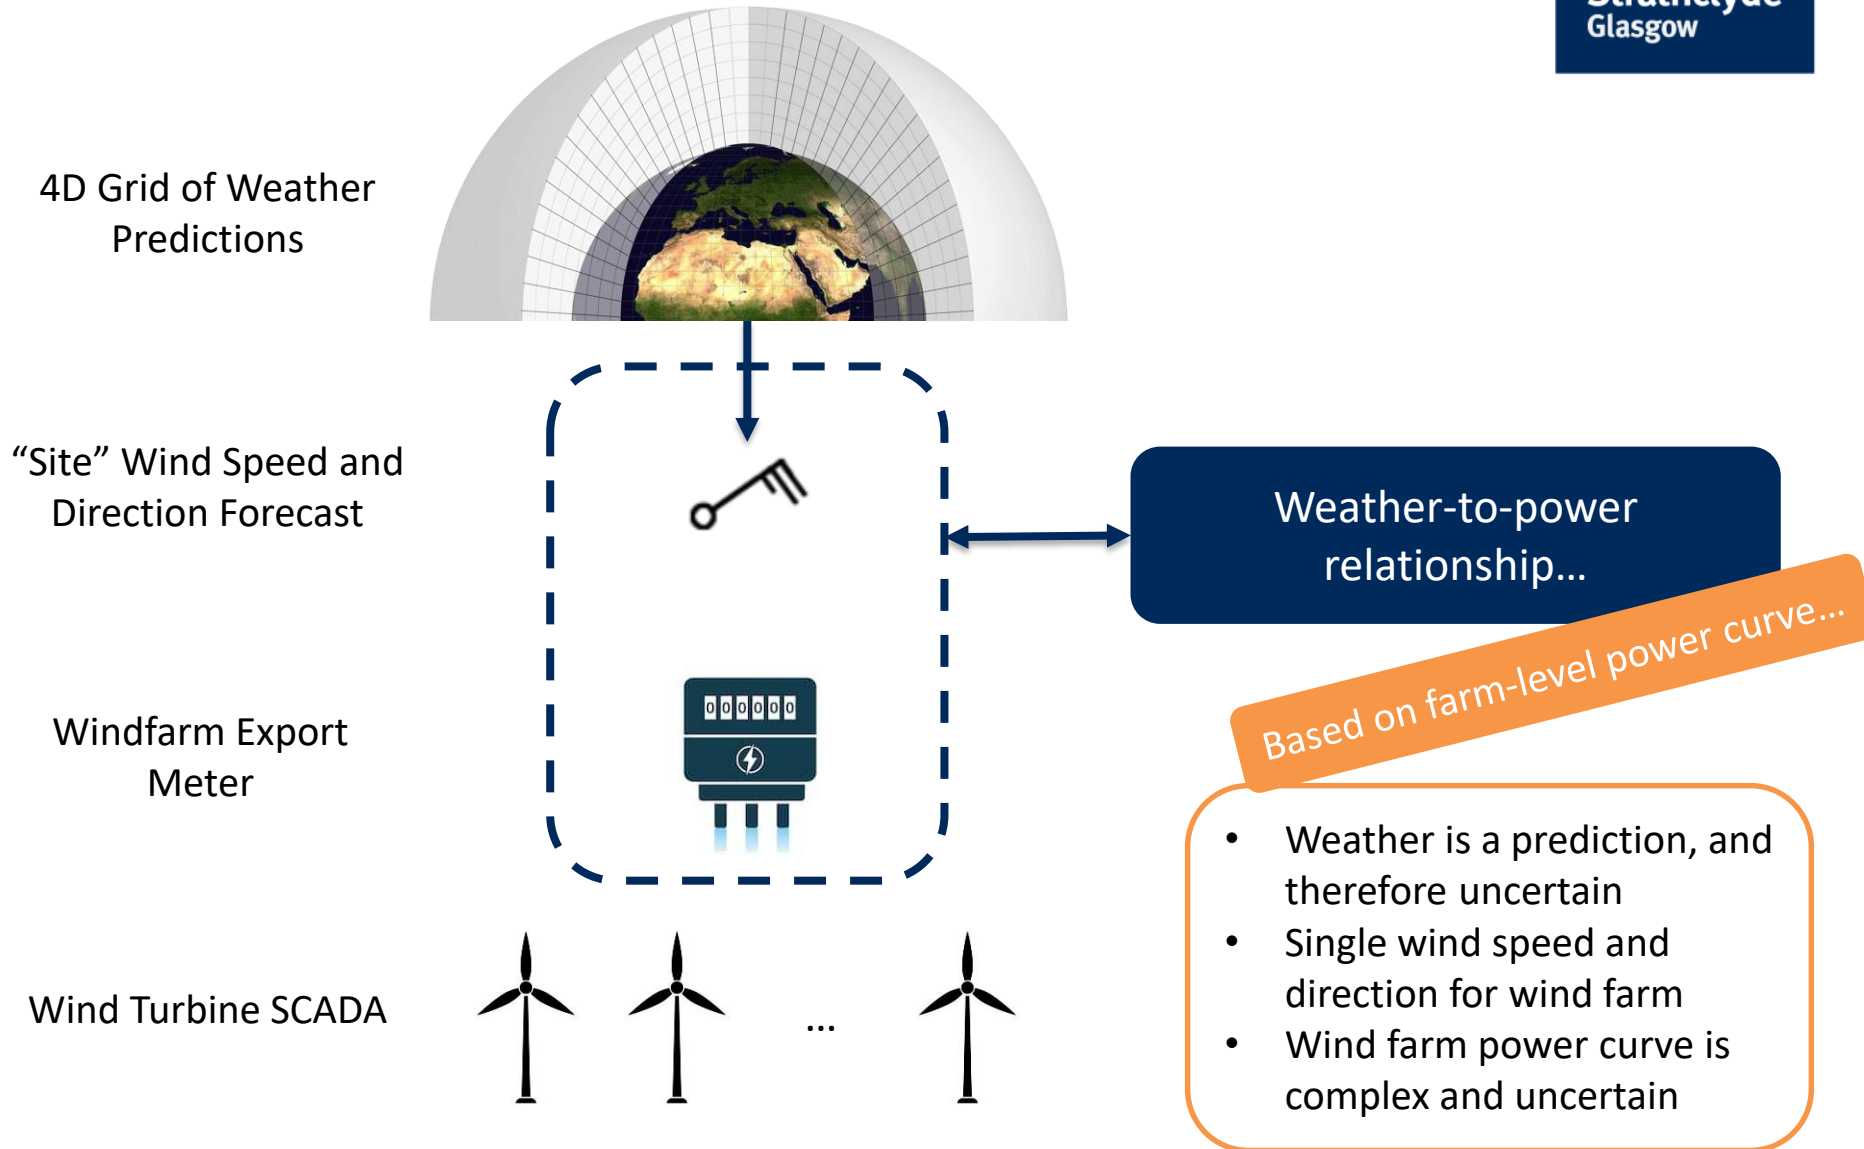 Strathclyde
Glasgow
4D Grid of Weather
Predictions
“Site” Wind Speed and
Direction Forecast
Weather-to-power
relationship...
Based on farm-level power curve...
000000
Windfarm Export
Meter
• Weather is a prediction, and
therefore uncertain
• Single wind speed and
direction for wind farm
• Wind farm power curve is
complex and uncertain
Wind Turbine SCADA
...